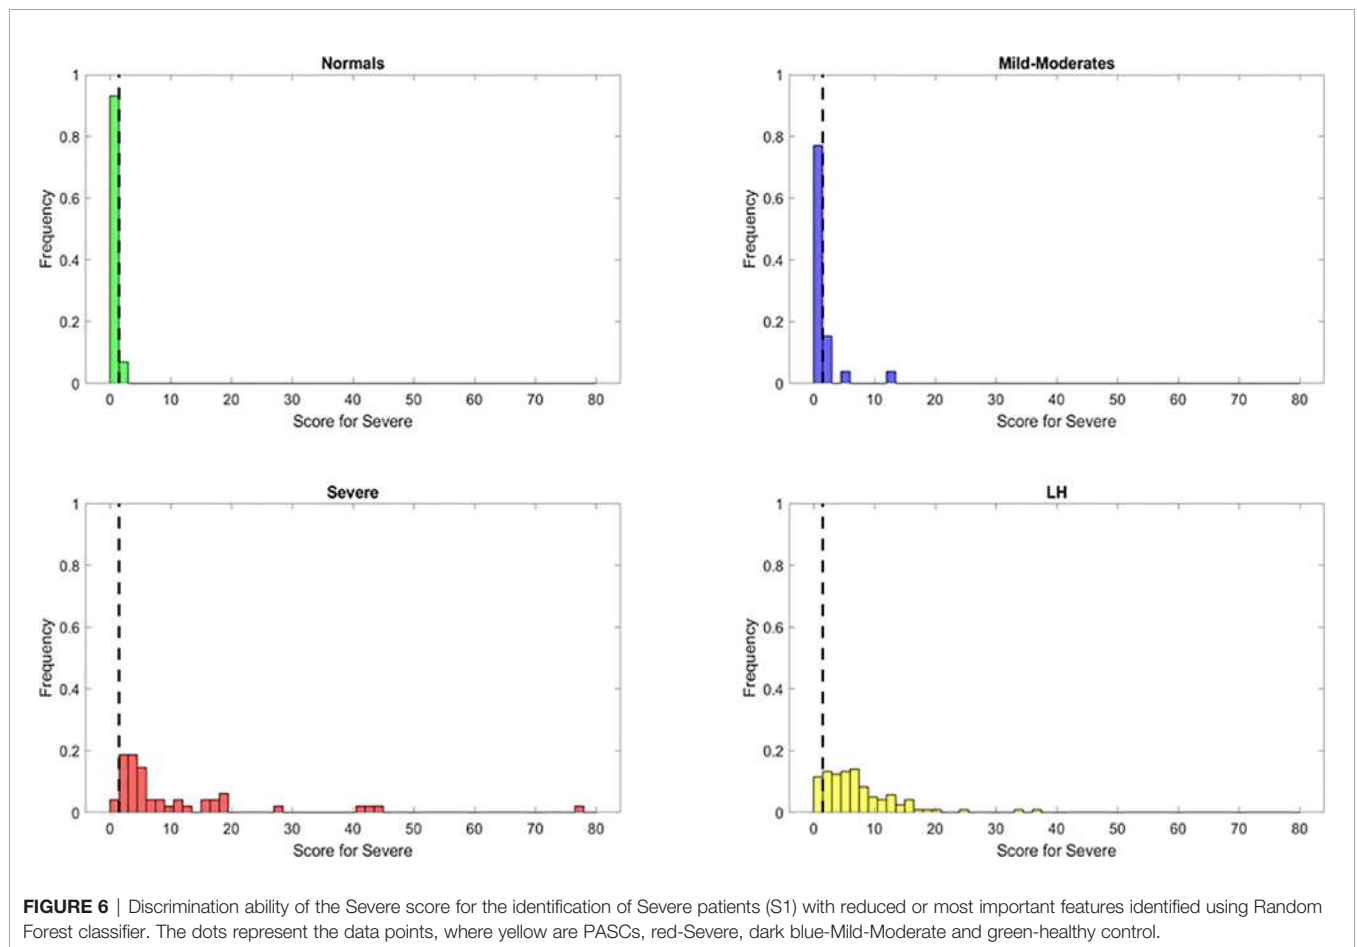 Normals
1
0.8
0.6
0.4
0.2
0
Frequency
0 10 20 30 40 50 60 70 80
Score for Severe
Mild-Moderates
1
0.8
0.6
0.4
0.2
0
Frequency
0 10 20 30 40 50 60 70 80
Score for Severe
Severe
1
0.8
0.6
0.4
0.2
0
Frequency
0 10 20 30 40 50 60 70 80
Score for Severe
LH
1
0.8
0.6
0.4
0.2
0
Frequency
0 10 20 30 40 50 60 70 80
Score for Severe
FIGURE 6 | Discrimination ability of the Severe score for the identification of Severe patients (S1) with reduced or most important features identified using Random
Forest classifier. The dots represent the data points, where yellow are PASCs, red-Severe, dark blue-Mild-Moderate and green-healthy control.